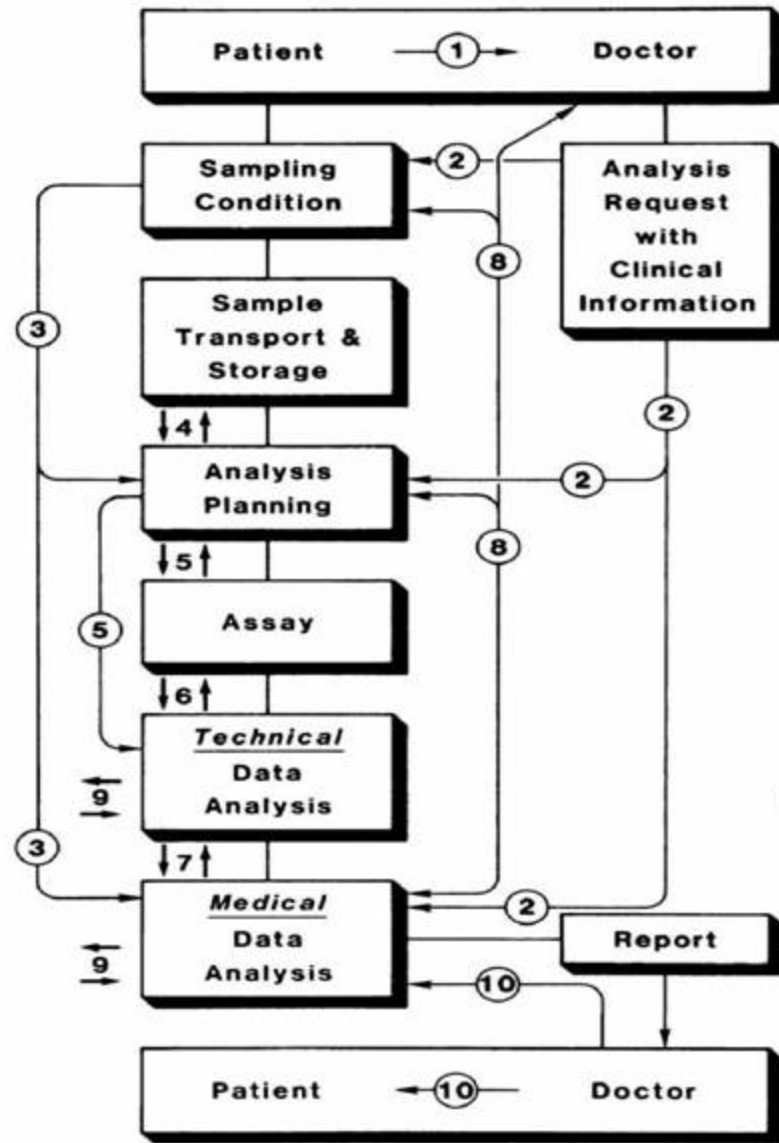 Patient 1 Doctor
Sampling
Condition
2
Analysis
Request
with
Clinical
Information
8
Sample
Transport &
Storage
3
2
4
Analysis
Planning
2
8
5
Assay
5
6
Technical
Data
Analysis
9
3
7
Medical
Data
Analysis
2
Report
9
10
Patient 10 Doctor